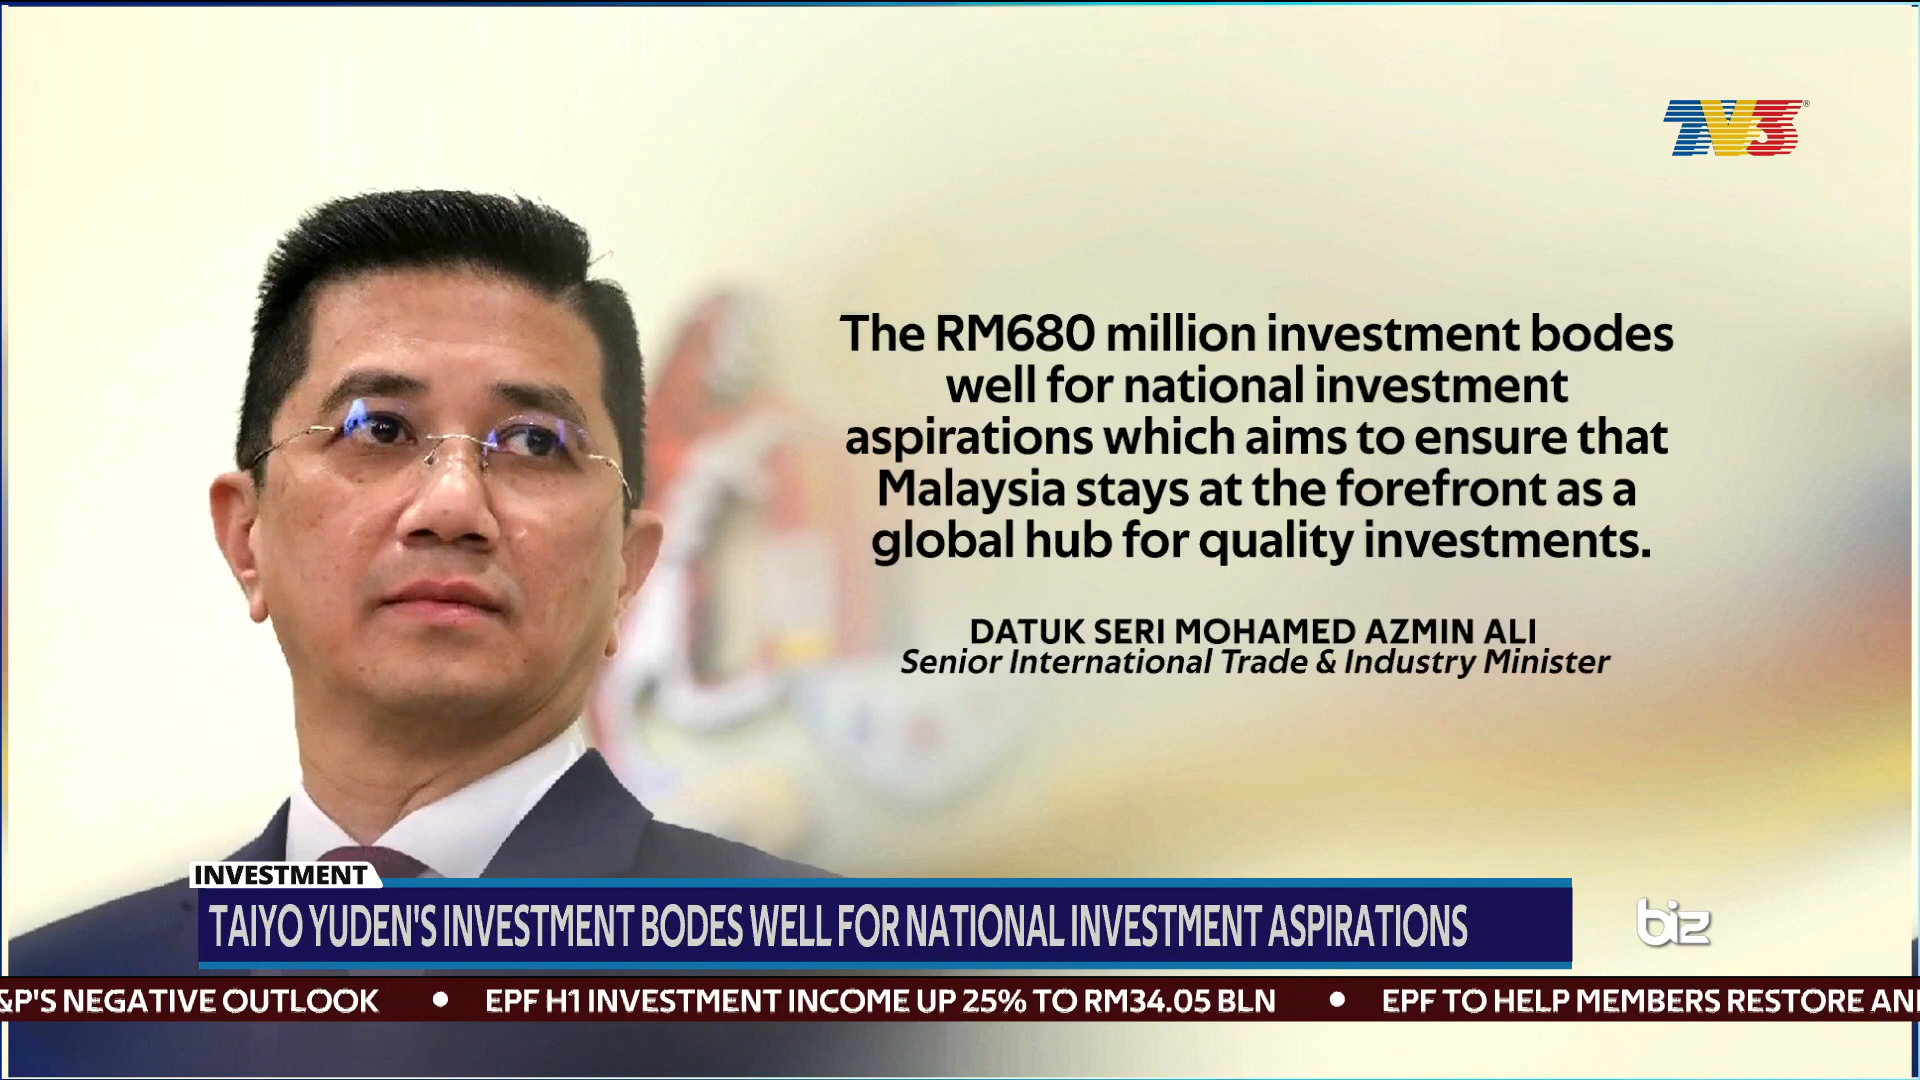 TV3®
The RM680 million investment bodes
well for national investment
aspirations which aims to ensure that
Malaysia stays at the forefront as a
global hub for quality investments.
DATUK SERI MOHAMED AZMIN ALI
Senior International Trade & Industry Minister
INVESTMENT
TAIYO YUDEN'S INVESTMENT BODES WELL FOR NATIONAL INVESTMENT ASPIRATIONS
biz
&P'S NEGATIVE OUTLOOK • EPF H1 INVESTMENT INCOME UP 25% TO RM34.05 BLN • EPF TO HELP MEMBERS RESTORE AN